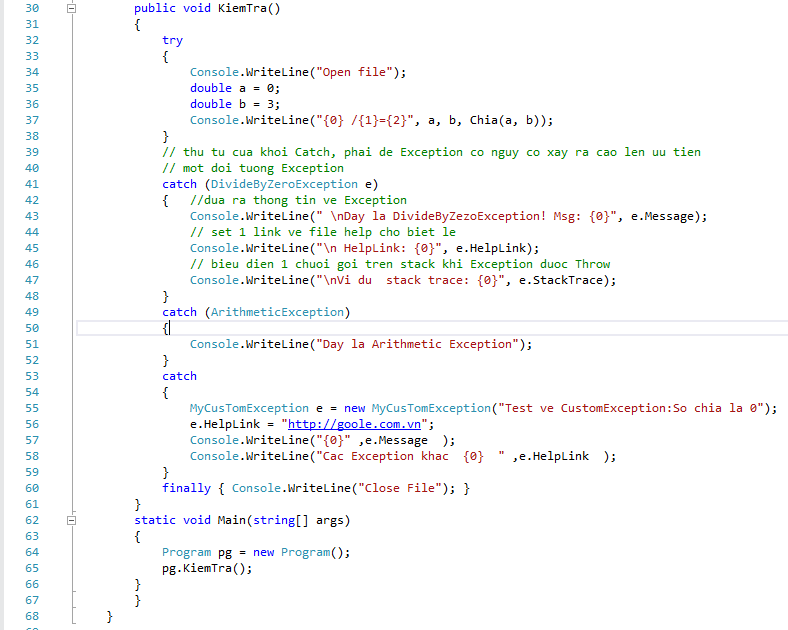 30 public void KiemTra()
31 {
32 try
33 {
34 Console.WriteLine("Open file");
35 double a = 0;
36 double b = 3;
37 Console.WriteLine("{0} /{1}={2}", a, b, Chia(a, b));
38 }
39 // thu tu cua khoi Catch, phai de Exception co nguy co xay ra cao len uu tien
40 // mot doi tuong Exception
41 catch (DivideByZeroException e)
42 { //dua ra thong tin ve Exception
43 Console.WriteLine(" \nDay la DivideByZezoException! Msg: {0}", e.Message);
44 // set 1 link ve file help cho biet le
45 Console.WriteLine("\n HelpLink: {0}", e.HelpLink);
46 // bieu dien 1 chuoi goi tren stack khi Exception duoc Throw
47 Console.WriteLine("\nVi du  stack trace: {0}", e.StackTrace);
48 }
49 catch (ArithmeticException)
50 {
51 Console.WriteLine("Day la Arithmetic Exception");
52 }
53 catch
54 {
55 MyCusTomException e = new MyCusTomException("Test ve CustomException:So chia la 0");
56 e.HelpLink = "http://goole.com.vn";
57 Console.WriteLine("{0}" ,e.Message  );
58 Console.WriteLine("Cac Exception khac  {0}  " ,e.HelpLink  );
59 }
60 finally { Console.WriteLine("Close File"); }
61 }
62 static void Main(string[] args)
63 {
64 Program pg = new Program();
65 pg.KiemTra();
66 }
67 }
68 }